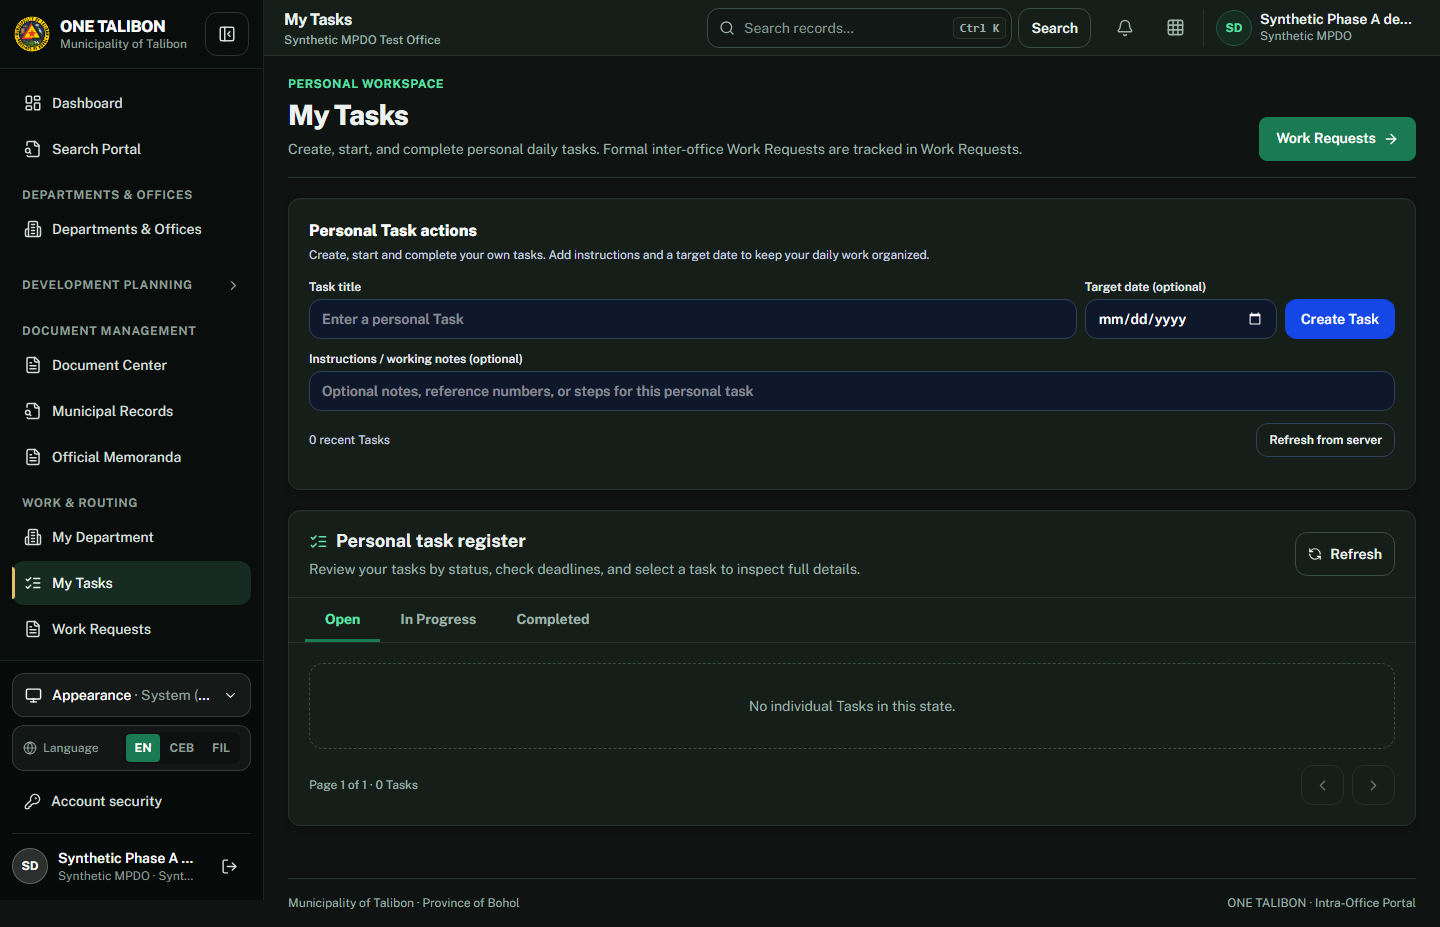 ONE TALIBON
Municipality of Talibon
Dashboard
Search Portal
DEPARTMENTS & OFFICES
Departments & Offices
DEVELOPMENT PLANNING
DOCUMENT MANAGEMENT
Document Center
Municipal Records
Official Memoranda
WORK & ROUTING
My Department
My Tasks
Work Requests
Appearance · System (...
Language EN CEB FIL
Account security
SD Synthetic Phase A ...
Synthetic MPDO · Synt...
My Tasks
Synthetic MPDO Test Office
Search records... Ctrl K Search
SD Synthetic Phase A de...
Synthetic MPDO
PERSONAL WORKSPACE
My Tasks
Create, start, and complete personal daily tasks. Formal inter-office Work Requests are tracked in Work Requests.
Work Requests
Personal Task actions
Create, start and complete your own tasks. Add instructions and a target date to keep your daily work organized.
Task title Target date (optional)
Enter a personal Task mm/dd/yyyy Create Task
Instructions / working notes (optional)
Optional notes, reference numbers, or steps for this personal task
0 recent Tasks Refresh from server
Personal task register
Review your tasks by status, check deadlines, and select a task to inspect full details.
Refresh
Open In Progress Completed
No individual Tasks in this state.
Page 1 of 1 · 0 Tasks
Municipality of Talibon · Province of Bohol ONE TALIBON · Intra-Office Portal